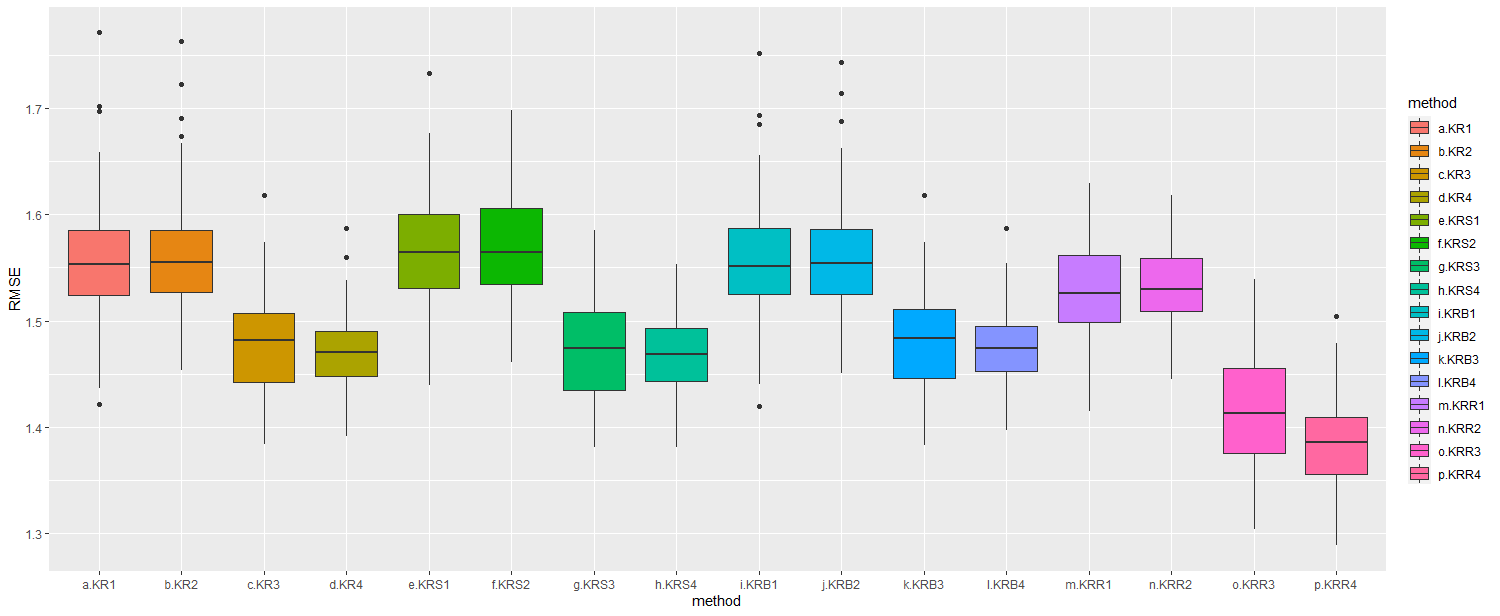 RMSE
1.7
1.6
1.5
1.4
1.3
a.KR1 b.KR2 c.KR3 d.KR4 e.KRS1 f.KRS2 g.KRS3 h.KRS4 i.KRB1 j.KRB2 k.KRB3 l.KRB4 m.KRR1 n.KRR2 o.KRR3 p.KRR4
method
method
a.KR1
b.KR2
c.KR3
d.KR4
e.KRS1
f.KRS2
g.KRS3
h.KRS4
i.KRB1
j.KRB2
k.KRB3
l.KRB4
m.KRR1
n.KRR2
o.KRR3
p.KRR4